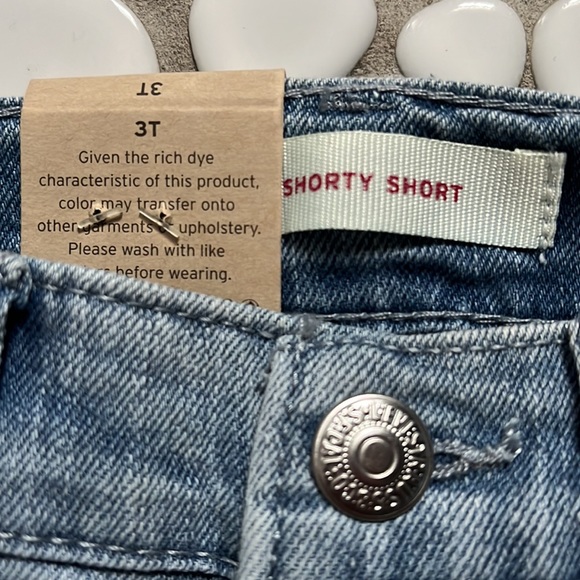 3T
3T
Given the rich dye
characteristic of this product,
color may transfer onto
other garments or upholstery.
Please wash with like
before wearing.
SHORTY SHORT